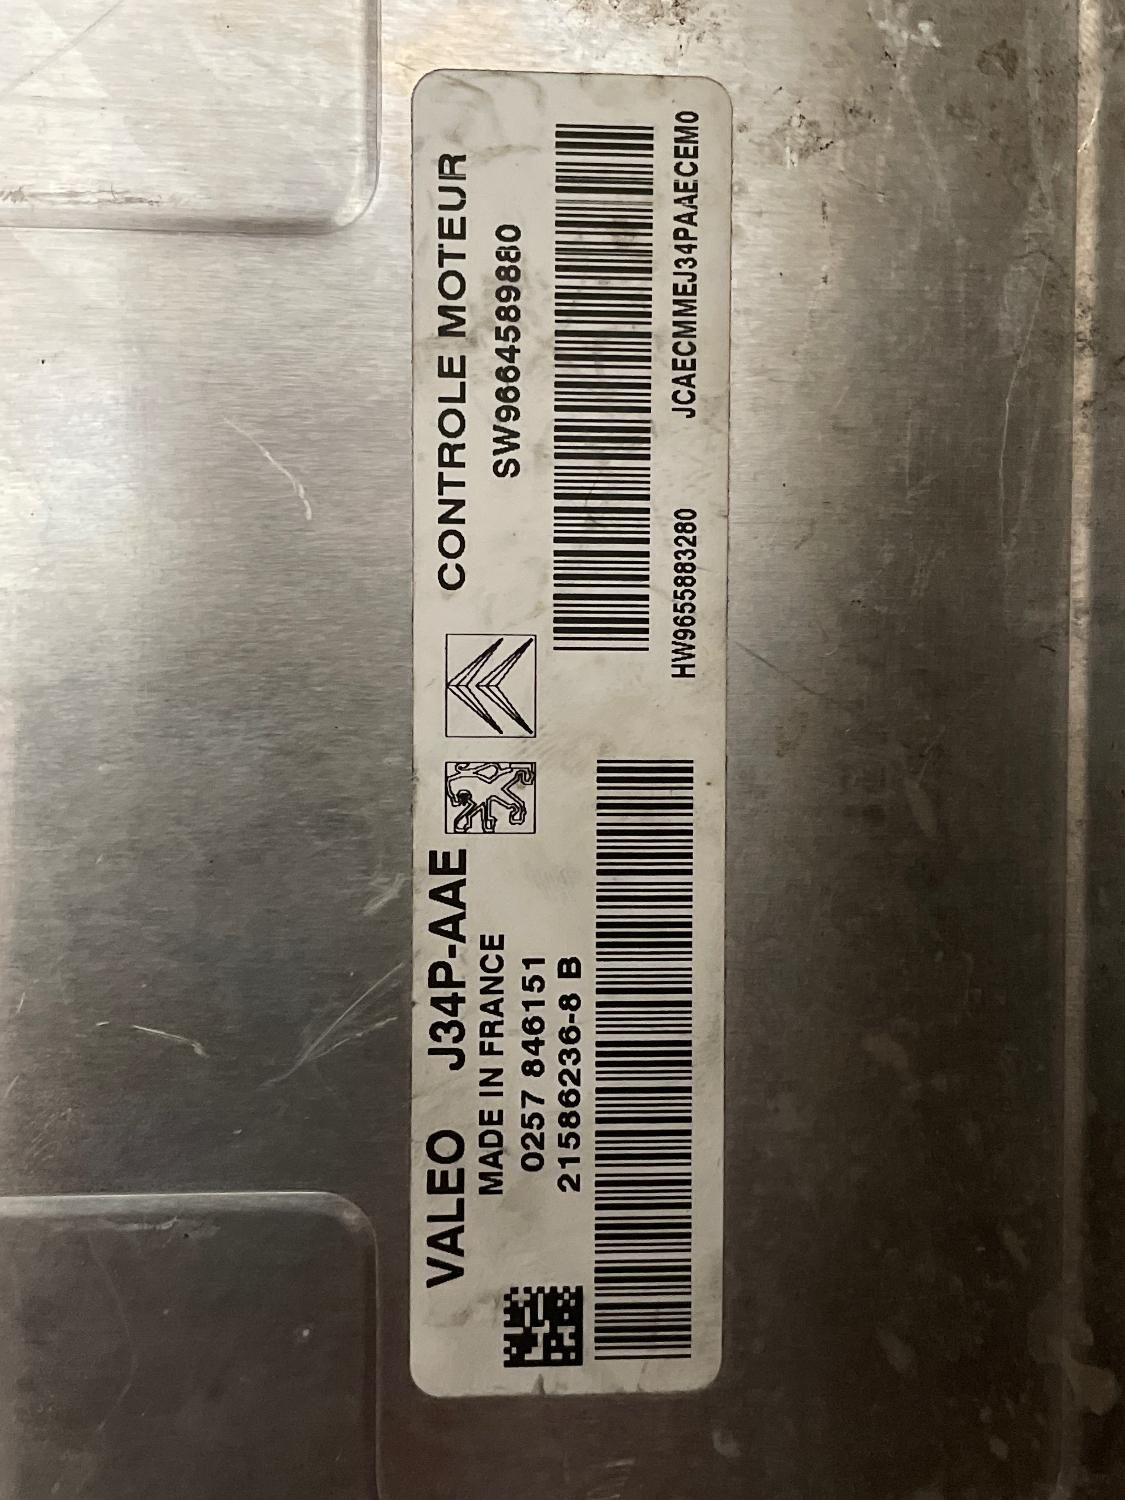 VALEO J34P-AAE
MADE IN FRANCE
0257 846151
21586236-8 B
CONTROLE MOTEUR
SW9664589880
HW9655883280 JCAECMMEJ34PAAECEM0